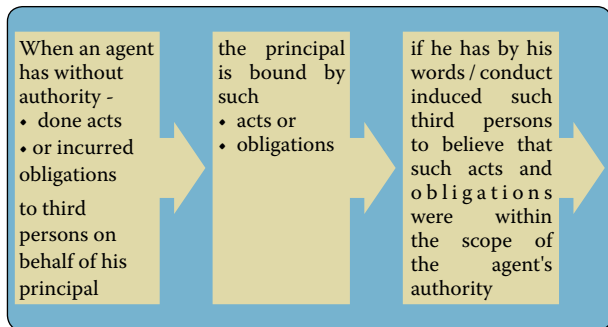 When an agent
has without
authority -
• done acts
• or incurred
obligations
to third
persons on
behalf of his
principal
the principal
is bound by
such
• acts or
• obligations
if he has by his
words / conduct
induced such
third persons
to believe that
such acts and
obligations
were within
the scope of
the agent's
authority